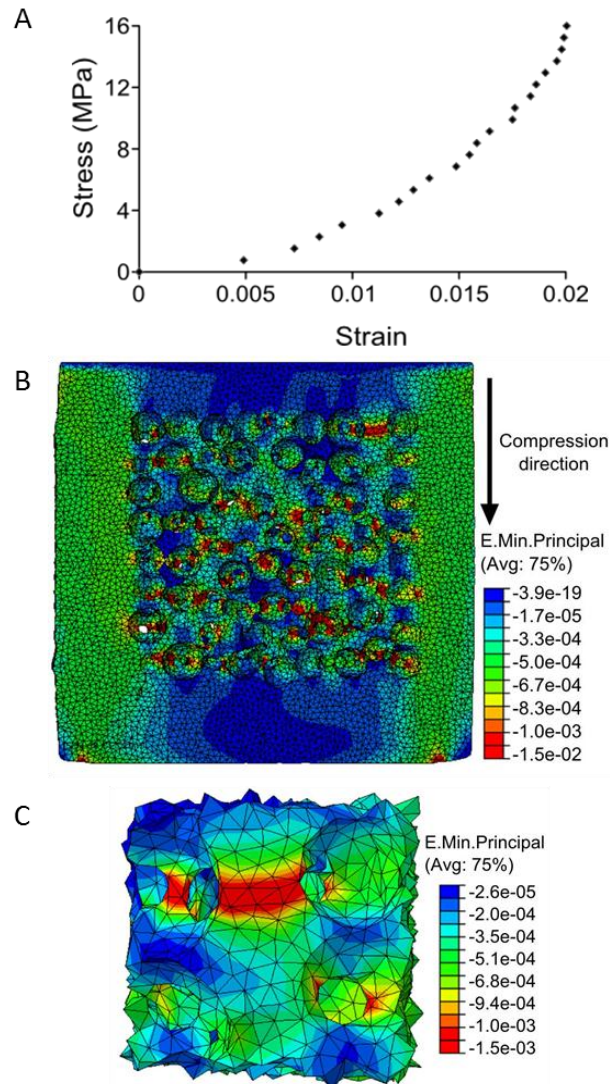 A
Stress (MPa)
16
12
8
4
0
0
0.005
0.01
0.015
0.02
Strain
B
Compression
direction
E.Min.Principal
(Avg: 75%)
-3.9e-19
-1.7e-05
-3.3e-04
-5.0e-04
-6.7e-04
-8.3e-04
-1.0e-03
-1.5e-02
C
E.Min.Principal
(Avg: 75%)
-2.6e-05
-2.0e-04
-3.5e-04
-5.1e-04
-6.8e-04
-9.4e-04
-1.0e-03
-1.5e-03